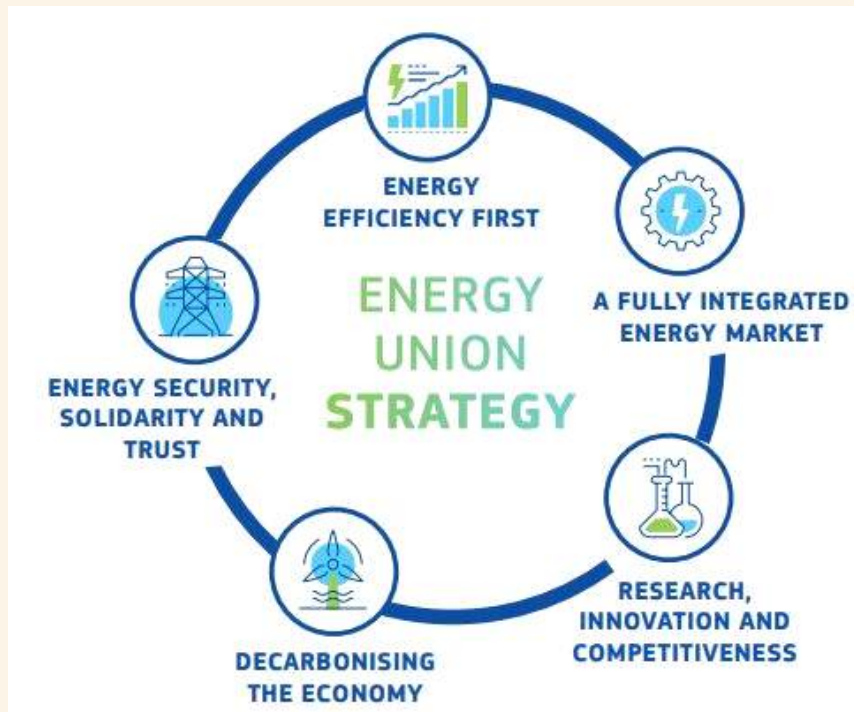 ENERGY
EFFICIENCY FIRST
A FULLY INTEGRATED
ENERGY MARKET
ENERGY
UNION
STRATEGY
ENERGY SECURITY,
SOLIDARITY AND
TRUST
RESEARCH,
INNOVATION AND
COMPETITIVENESS
DECARBONISING
THE ECONOMY